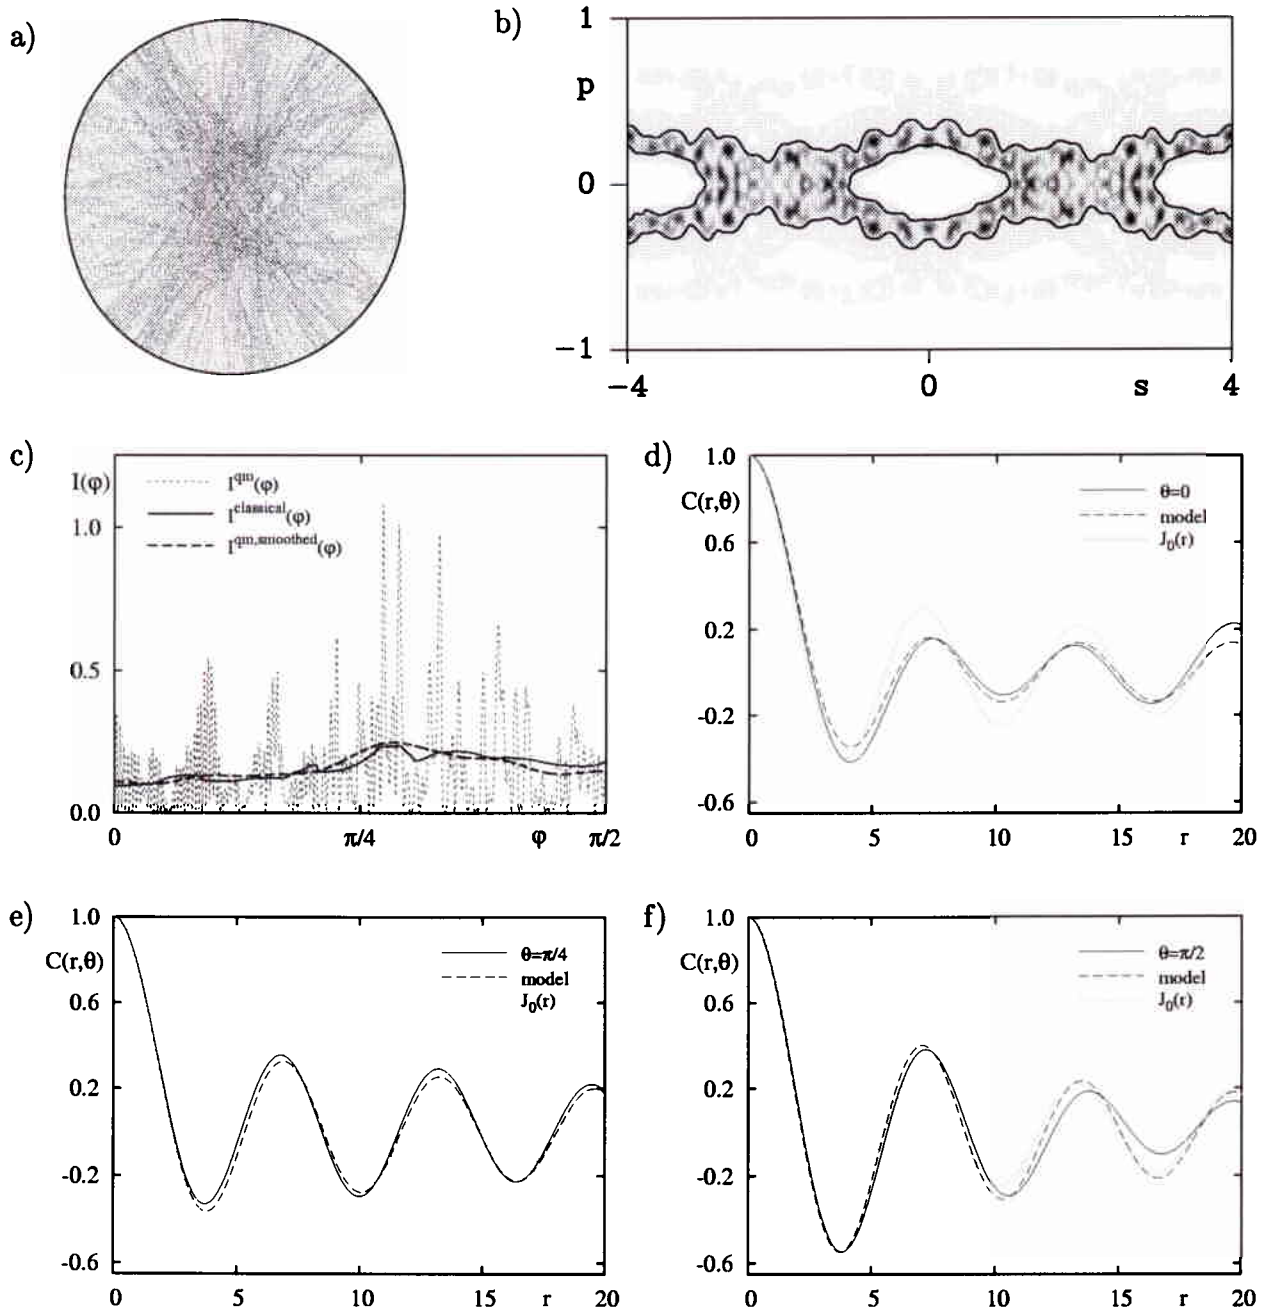 a)
b)
1
p
0
−1
−4
0
s
4
c)
I(φ)
1.0
0.5
0.0
I^qm(φ)
I^classical(φ)
I^qm,smoothed(φ)
0
π/4
φ
π/2
d)
1.0
C(r,θ)
0.6
0.2
-0.2
-0.6
θ=0
model
J₀(r)
0
5
10
15
r
20
e)
1.0
C(r,θ)
0.6
0.2
-0.2
-0.6
θ=π/4
model
J₀(r)
0
5
10
15
r
20
f)
1.0
C(r,θ)
0.6
0.2
-0.2
-0.6
θ=π/2
model
J₀(r)
0
5
10
15
r
20